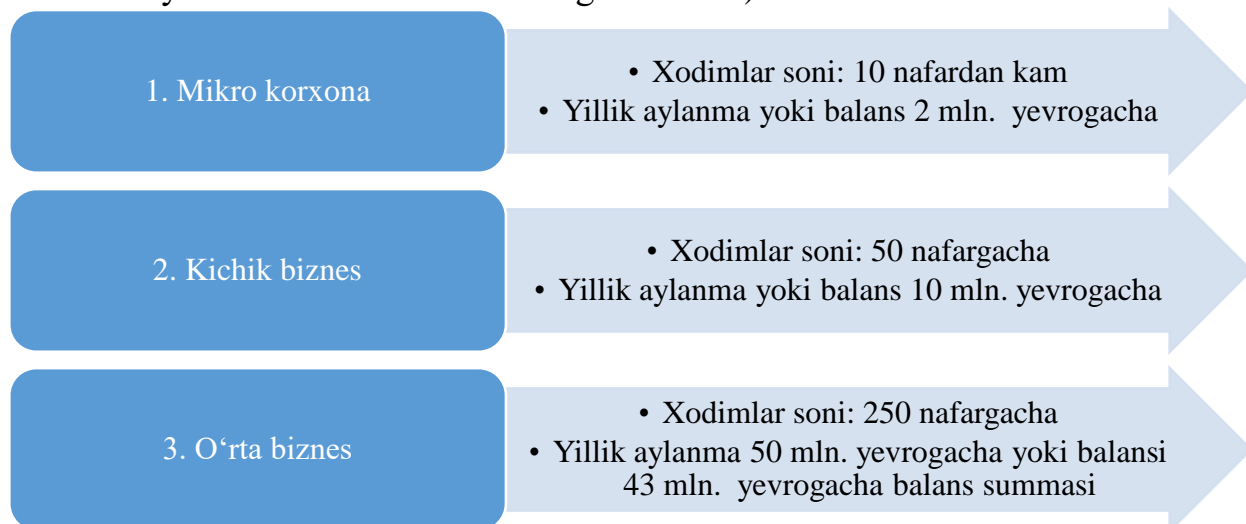 1. Mikro korxona
• Xodimlar soni: 10 nafardan kam
• Yillik aylanma yoki balans 2 mln. yevrogacha
2. Kichik biznes
• Xodimlar soni: 50 nafargacha
• Yillik aylanma yoki balans 10 mln. yevrogacha
3. O‘rta biznes
• Xodimlar soni: 250 nafargacha
• Yillik aylanma 50 mln. yevrogacha yoki balansi
43 mln. yevrogacha balans summasi